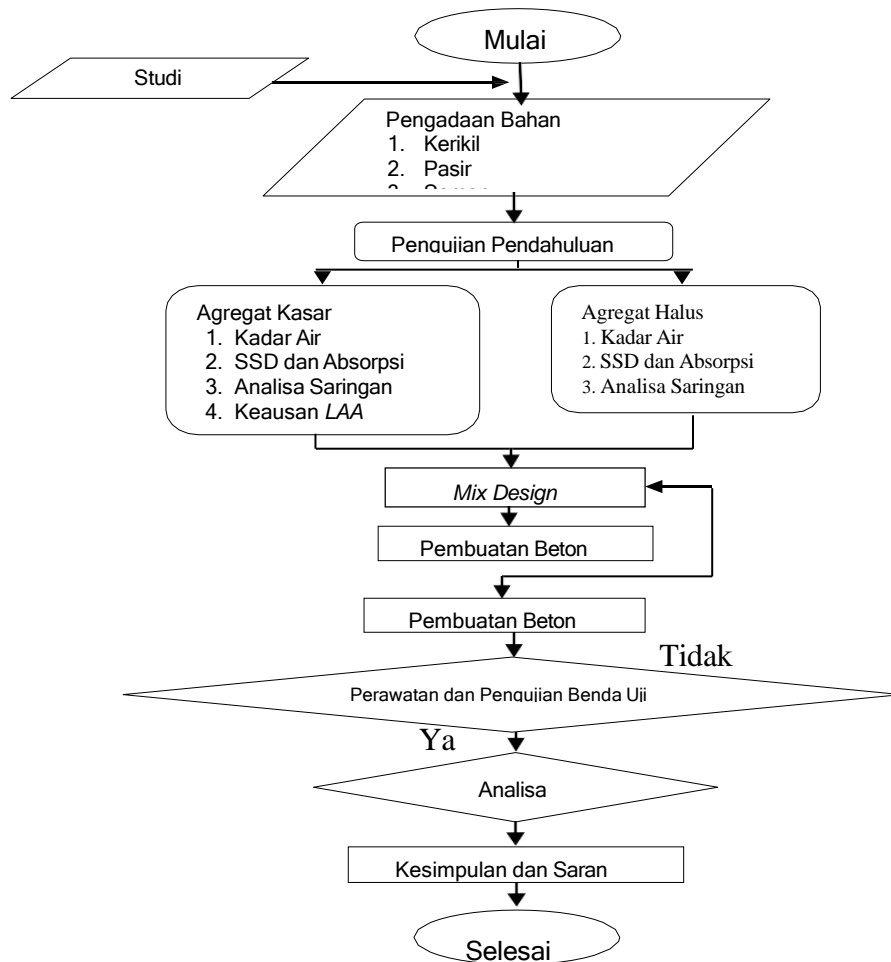 Mulai
Studi
Pengadaan Bahan
1. Kerikil
2. Pasir
Pengujian Pendahuluan
Agregat Kasar
1. Kadar Air
2. SSD dan Absorpsi
3. Analisa Saringan
4. Keausan LAA
Agregat Halus
1. Kadar Air
2. SSD dan Absorpsi
3. Analisa Saringan
Mix Design
Pembuatan Beton
Pembuatan Beton
Tidak
Perawatan dan Pengujian Benda Uji
Ya
Analisa
Kesimpulan dan Saran
Selesai